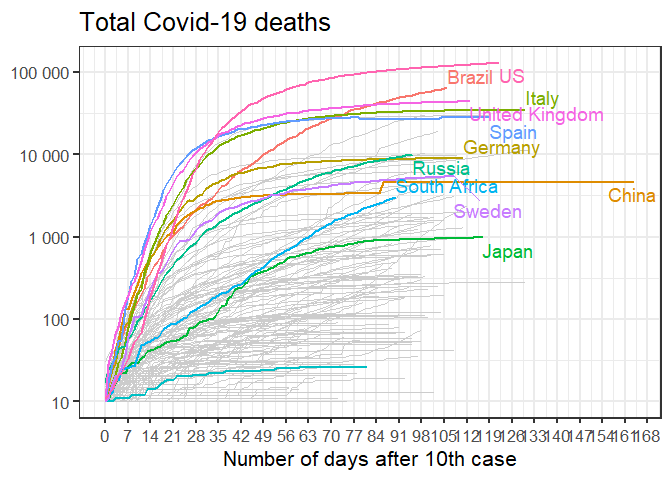 Total Covid-19 deaths
100 000
10 000
1 000
100
10
Brazil US
Italy
United Kingdom
Spain
Germany
Russia
South Africa
China
Sweden
Japan
0 7 14 21 28 35 42 49 56 63 70 77 84 91 98 105 112 119 126 133 140 147 154 161 168
Number of days after 10th case